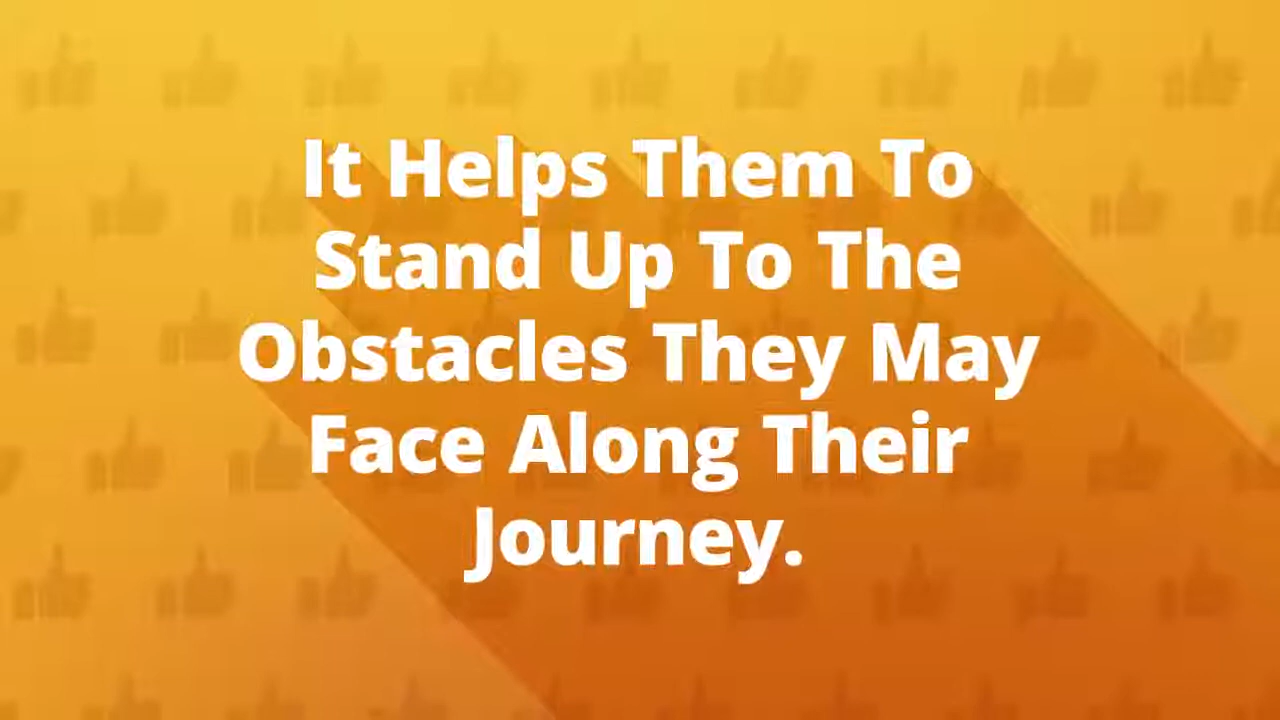 It Helps Them To
Stand Up To The
Obstacles They May
Face Along Their
Journey.